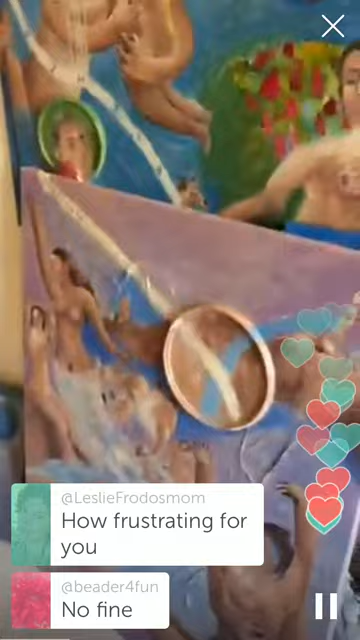 @LeslieFrodosmom
How frustrating for
you
@beader4fun
No fine